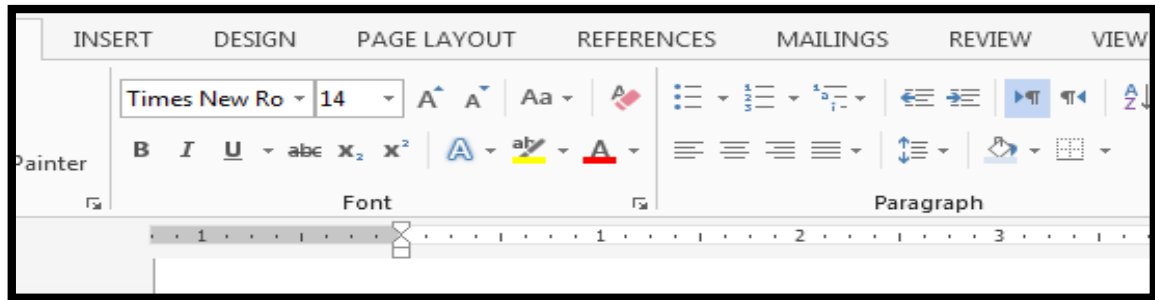 INSERT DESIGN PAGE LAYOUT REFERENCES MAILINGS REVIEW VIEW
Times New Ro 14 A A Aa A
Painter B I U abc x₂ x² A ab A
Font Paragraph
1 1 2 3